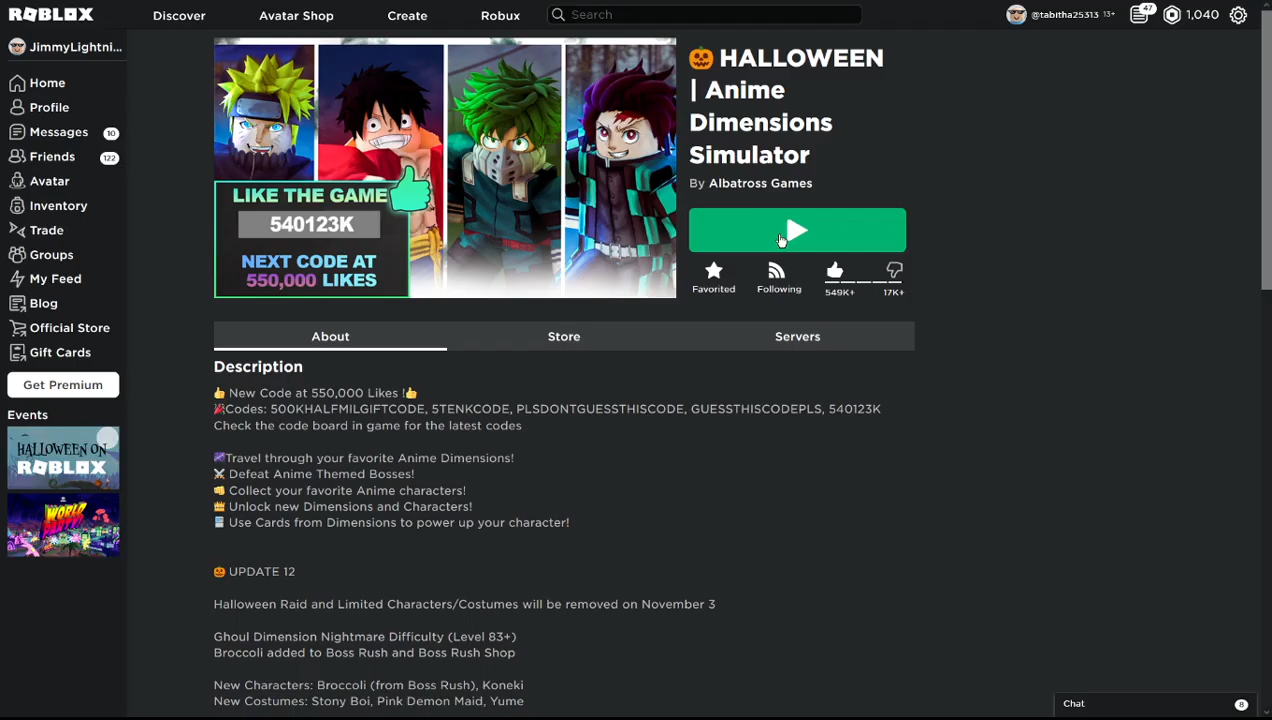 ROBLOX
Discover
Avatar Shop
Create
Robux
Search
@tabitha25313 13+
47
1,040
JimmyLightni...
Home
Profile
Messages 10
Friends 122
Avatar
Inventory
Trade
Groups
My Feed
Blog
Official Store
Gift Cards
Get Premium
Events
HALLOWEEN ON
ROBLOX
WORLD
PARTY
LIKE THE GAME
540123K
NEXT CODE AT
550,000 LIKES
HALLOWEEN
| Anime
Dimensions
Simulator
By Albatross Games
Favorited
Following
549K+
17K+
About
Store
Servers
Description
New Code at 550,000 Likes !
Codes: 500KHALFMILGIFTCODE, 5TENKCODE, PLSDONTGUESSTHISCODE, GUESSTHISCODEPLS, 540123K
Check the code board in game for the latest codes
Travel through your favorite Anime Dimensions!
Defeat Anime Themed Bosses!
Collect your favorite Anime characters!
Unlock new Dimensions and Characters!
Use Cards from Dimensions to power up your character!
UPDATE 12
Halloween Raid and Limited Characters/Costumes will be removed on November 3
Ghoul Dimension Nightmare Difficulty (Level 83+)
Broccoli added to Boss Rush and Boss Rush Shop
New Characters: Broccoli (from Boss Rush), Koneki
New Costumes: Stony Boi, Pink Demon Maid, Yume
Chat
8